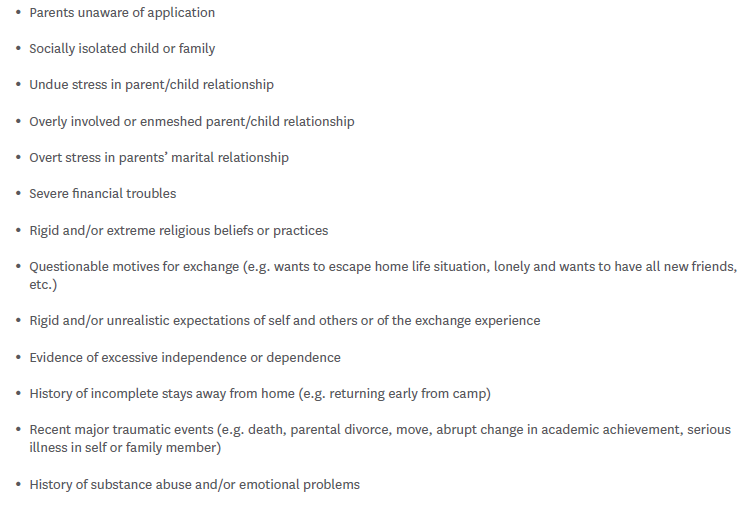 • Parents unaware of application
• Socially isolated child or family
• Undue stress in parent/child relationship
• Overly involved or enmeshed parent/child relationship
• Overt stress in parents’ marital relationship
• Severe financial troubles
• Rigid and/or extreme religious beliefs or practices
• Questionable motives for exchange (e.g. wants to escape home life situation, lonely and wants to have all new friends,
etc.)
• Rigid and/or unrealistic expectations of self and others or of the exchange experience
• Evidence of excessive independence or dependence
• History of incomplete stays away from home (e.g. returning early from camp)
• Recent major traumatic events (e.g. death, parental divorce, move, abrupt change in academic achievement, serious
illness in self or family member)
• History of substance abuse and/or emotional problems